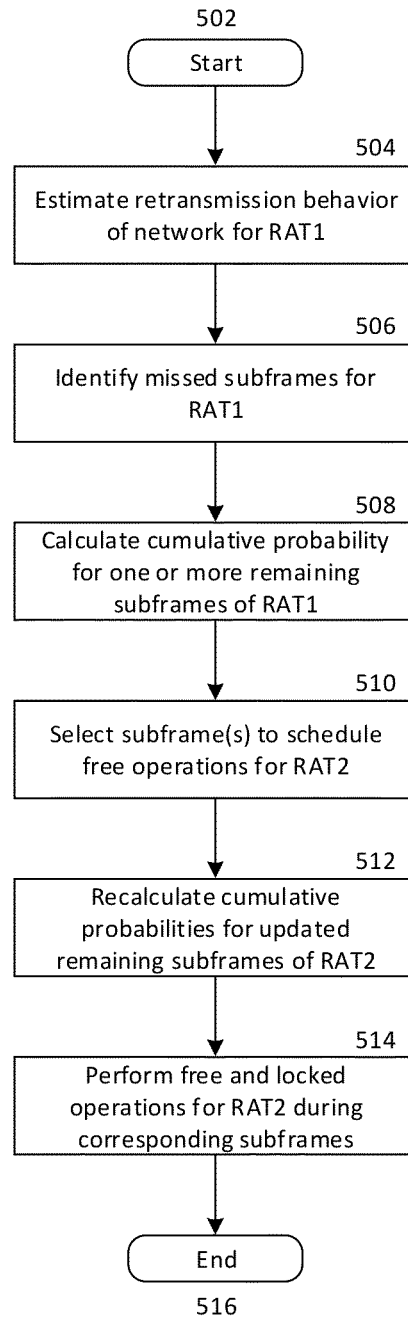 502
Start
504
Estimate retransmission behavior
of network for RAT1
506
Identify missed subframes for
RAT1
508
Calculate cumulative probability
for one or more remaining
subframes of RAT1
510
Select subframe(s) to schedule
free operations for RAT2
512
Recalculate cumulative
probabilities for updated
remaining subframes of RAT2
514
Perform free and locked
operations for RAT2 during
corresponding subframes
End
516